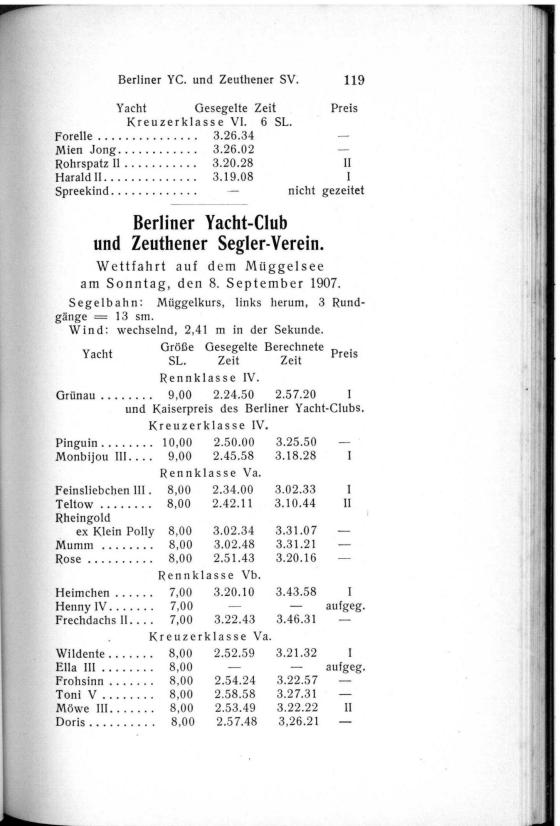 Berliner YC. und Zeuthener SV. 119
Yacht Gesegelte Zeit Preis
Kreuzerklasse VI. 6 SL.
Forelle ............... 3.26.34 —
Mien Jong............ 3.26.02 —
Rohrspatz II ........... 3.20.28 II
Harald II.............. 3.19.08 I
Spreekind............. — nicht gezeitet
Berliner Yacht-Club
und Zeuthener Segler-Verein.
Wettfahrt auf dem Müggelsee
am Sonntag, den 8. September 1907.
Segelbahn: Müggelkurs, links herum, 3 Rund-
gänge = 13 sm.
Wind: wechselnd, 2,41 m in der Sekunde.
Yacht Größe SL. Gesegelte Zeit Berechnete Zeit Preis
Rennklasse IV.
Grünau ........ 9,00 2.24.50 2.57.20 I
und Kaiserpreis des Berliner Yacht-Clubs.
Kreuzerklasse IV.
Pinguin ........ 10,00 2.50.00 3.25.50 —
Monbijou III.... 9,00 2.45.58 3.18.28 I
Rennklasse Va.
Feinsliebchen III . 8,00 2.34.00 3.02.33 I
Teltow ........ 8,00 2.42.11 3.10.44 II
Rheingold
ex Klein Polly 8,00 3.02.34 3.31.07 —
Mumm ........ 8,00 3.02.48 3.31.21 —
Rose .......... 8,00 2.51.43 3.20.16 —
Rennklasse Vb.
Heimchen ...... 7,00 3.20.10 3.43.58 I
Henny IV....... 7,00 — — aufgeg.
Frechdachs II.... 7,00 3.22.43 3.46.31 —
Kreuzerklasse Va.
Wildente ....... 8,00 2.52.59 3.21.32 I
Ella III ........ 8,00 — — aufgeg.
Frohsinn ....... 8,00 2.54.24 3.22.57 —
Toni V ........ 8,00 2.58.58 3.27.31 —
Möwe III....... 8,00 2.53.49 3.22.22 II
Doris .......... 8,00 2.57.48 3,26.21 —